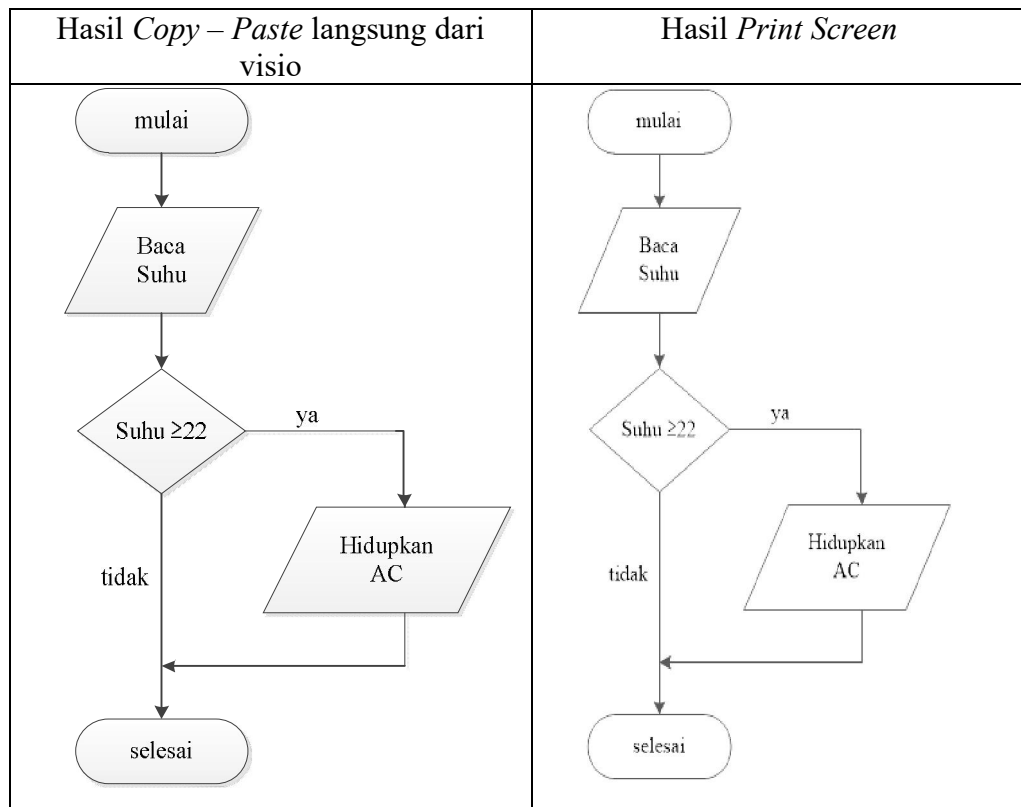 Hasil Copy – Paste langsung dari
visio
mulai
Baca
Suhu
Suhu ≥22
ya
Hidupkan
AC
tidak
selesai
Hasil Print Screen
mulai
Baca
Suhu
Suhu ≥22
ya
Hidupkan
AC
tidak
selesai